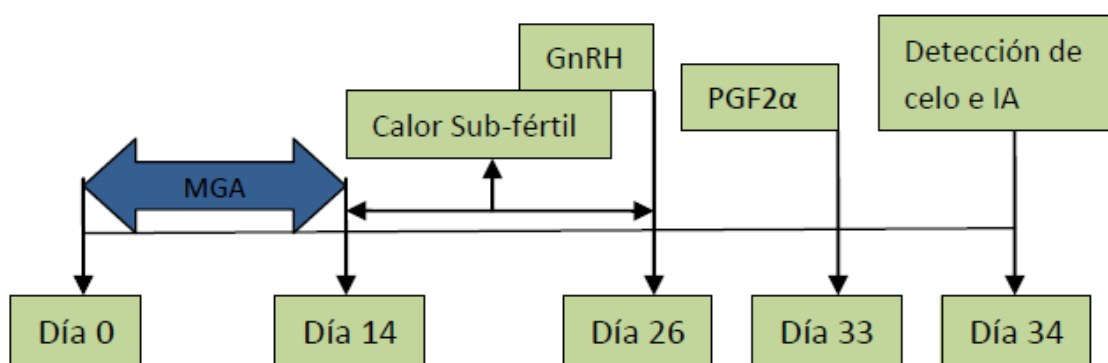 GnRH
Detección de
celo e IA
PGF2α
Calor Sub-fértil
MGA
Día 0
Día 14
Día 26
Día 33
Día 34